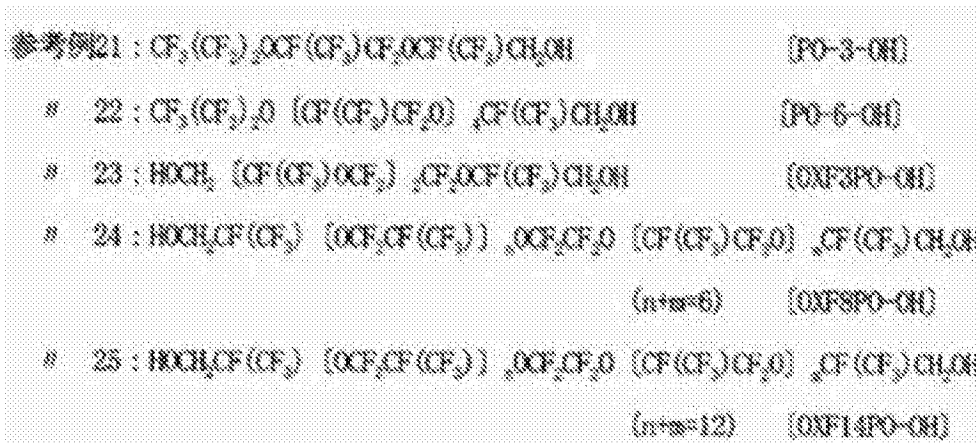 参考例21：CF₃(CF₂)₂OCF(CF₃)CF₂OCF(CF₃)CH₂OH [PO-3-OH]
〃 22：CF₃(CF₂)₂O [CF(CF₃)CF₂O] ₄CF(CF₃)CH₂OH [PO-6-OH]
〃 23：HOCH₂ [CF(CF₃)OCF₂] ₂CF₂OCF(CF₃)CH₂OH [OXF3PO-OH]
〃 24：HOCH₂CF(CF₃) [OCF₂CF(CF₃)] ₙOCF₂CF₂O [CF(CF₃)CF₂O] ₘCF(CF₃)CH₂OH
(n+m=6) [OXF8PO-OH]
〃 25：HOCH₂CF(CF₃) [OCF₂CF(CF₃)] ₙOCF₂CF₂O [CF(CF₃)CF₂O] ₘCF(CF₃)CH₂OH
(n+m=12) [OXF14PO-OH]